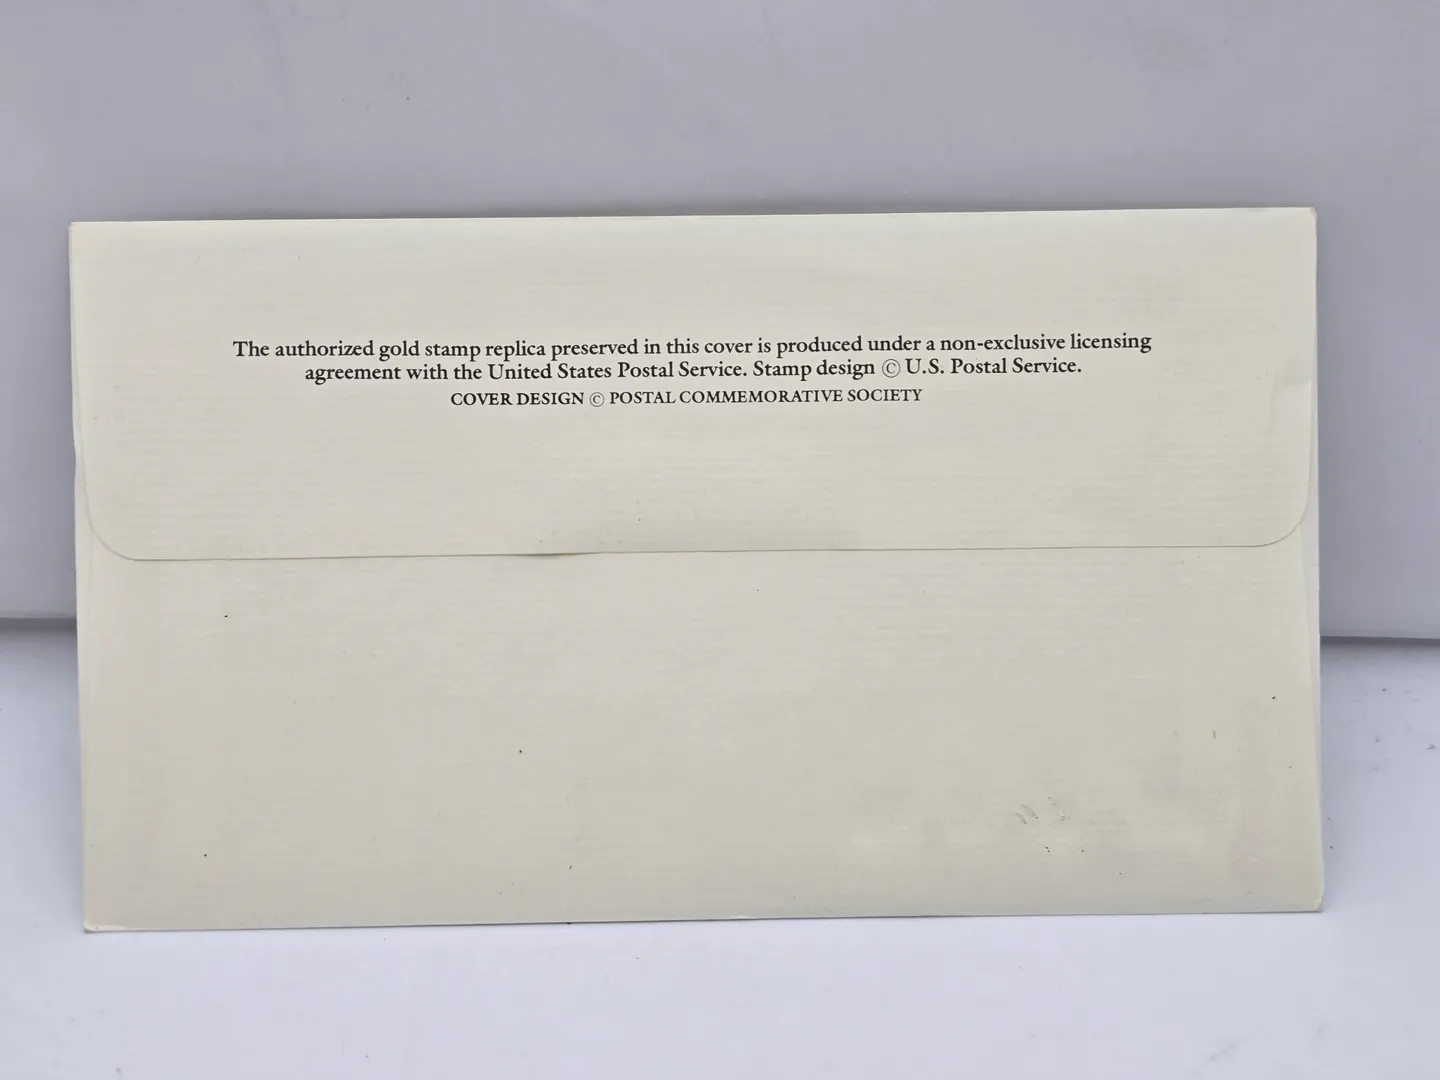 The authorized gold stamp replica preserved in this cover is produced under a non-exclusive licensing
agreement with the United States Postal Service. Stamp design © U.S. Postal Service.
COVER DESIGN © POSTAL COMMEMORATIVE SOCIETY